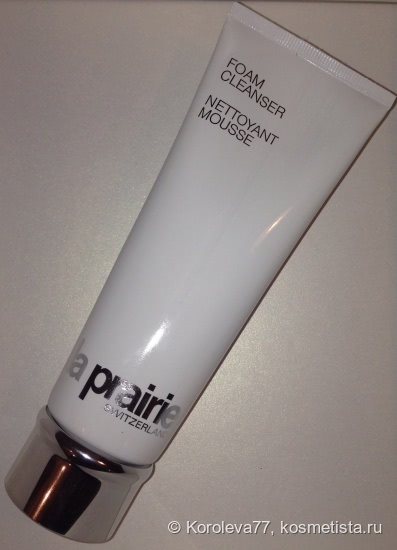 FOAM
CLEANSER
NETTOYANT
MOUSSE
la prairie
SWITZERLAND
© Koroleva77, kosmetista.ru